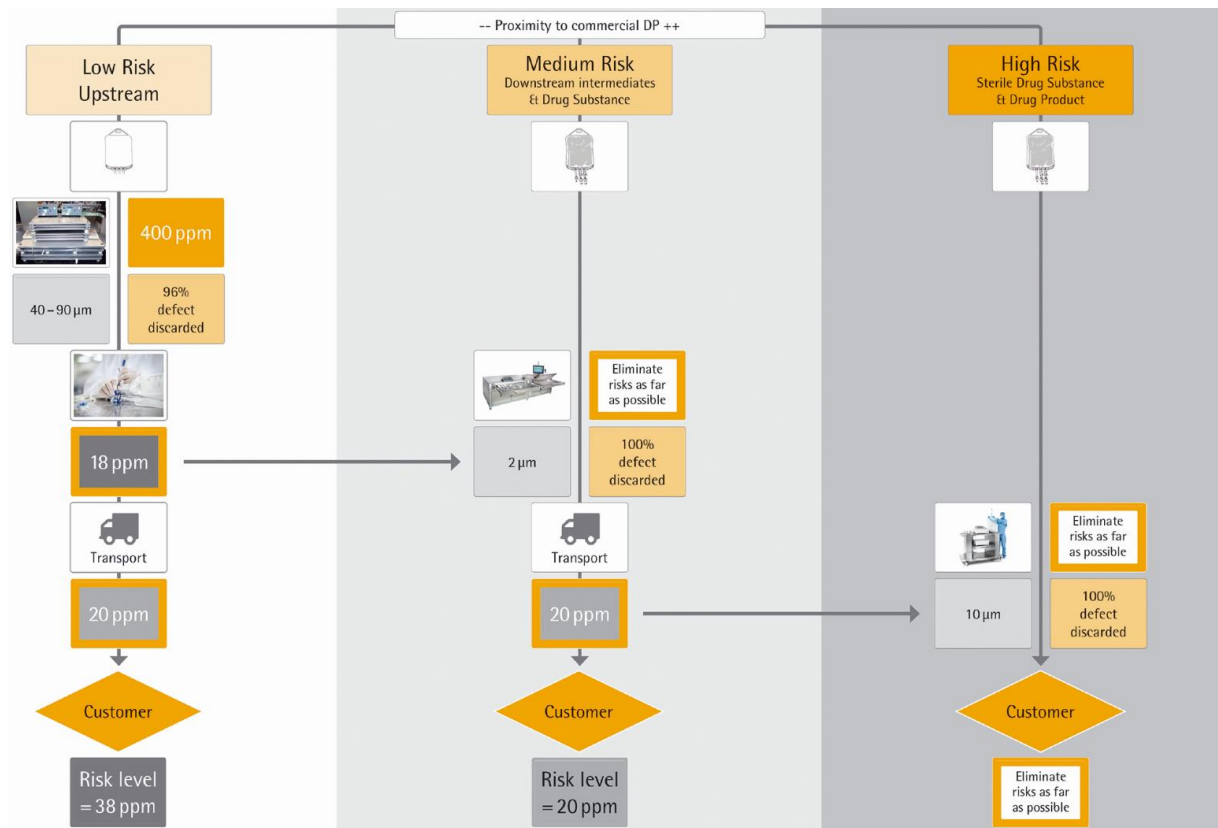 -- Proximity to commercial DP ++
Low Risk
Upstream
400 ppm
40 – 90 µm
96%
defect
discarded
18 ppm
Transport
20 ppm
Customer
Risk level
= 38 ppm
Medium Risk
Downstream intermediates
& Drug Substance
Eliminate
risks as far
as possible
2 µm
100%
defect
discarded
Transport
20 ppm
Customer
Risk level
= 20 ppm
High Risk
Sterile Drug Substance
& Drug Product
Eliminate
risks as far
as possible
10 µm
100%
defect
discarded
Customer
Eliminate
risks as far
as possible